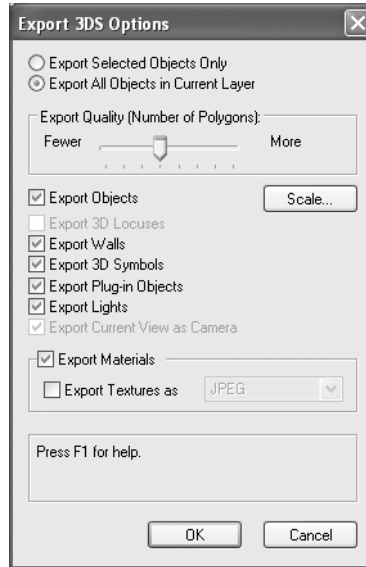 Export 3DS Options
Export Selected Objects Only
Export All Objects in Current Layer
Export Quality (Number of Polygons):
Fewer More
Export Objects Scale...
Export 3D Locuses
Export Walls
Export 3D Symbols
Export Plug-in Objects
Export Lights
Export Current View as Camera
Export Materials
Export Textures as JPEG
Press F1 for help.
OK Cancel